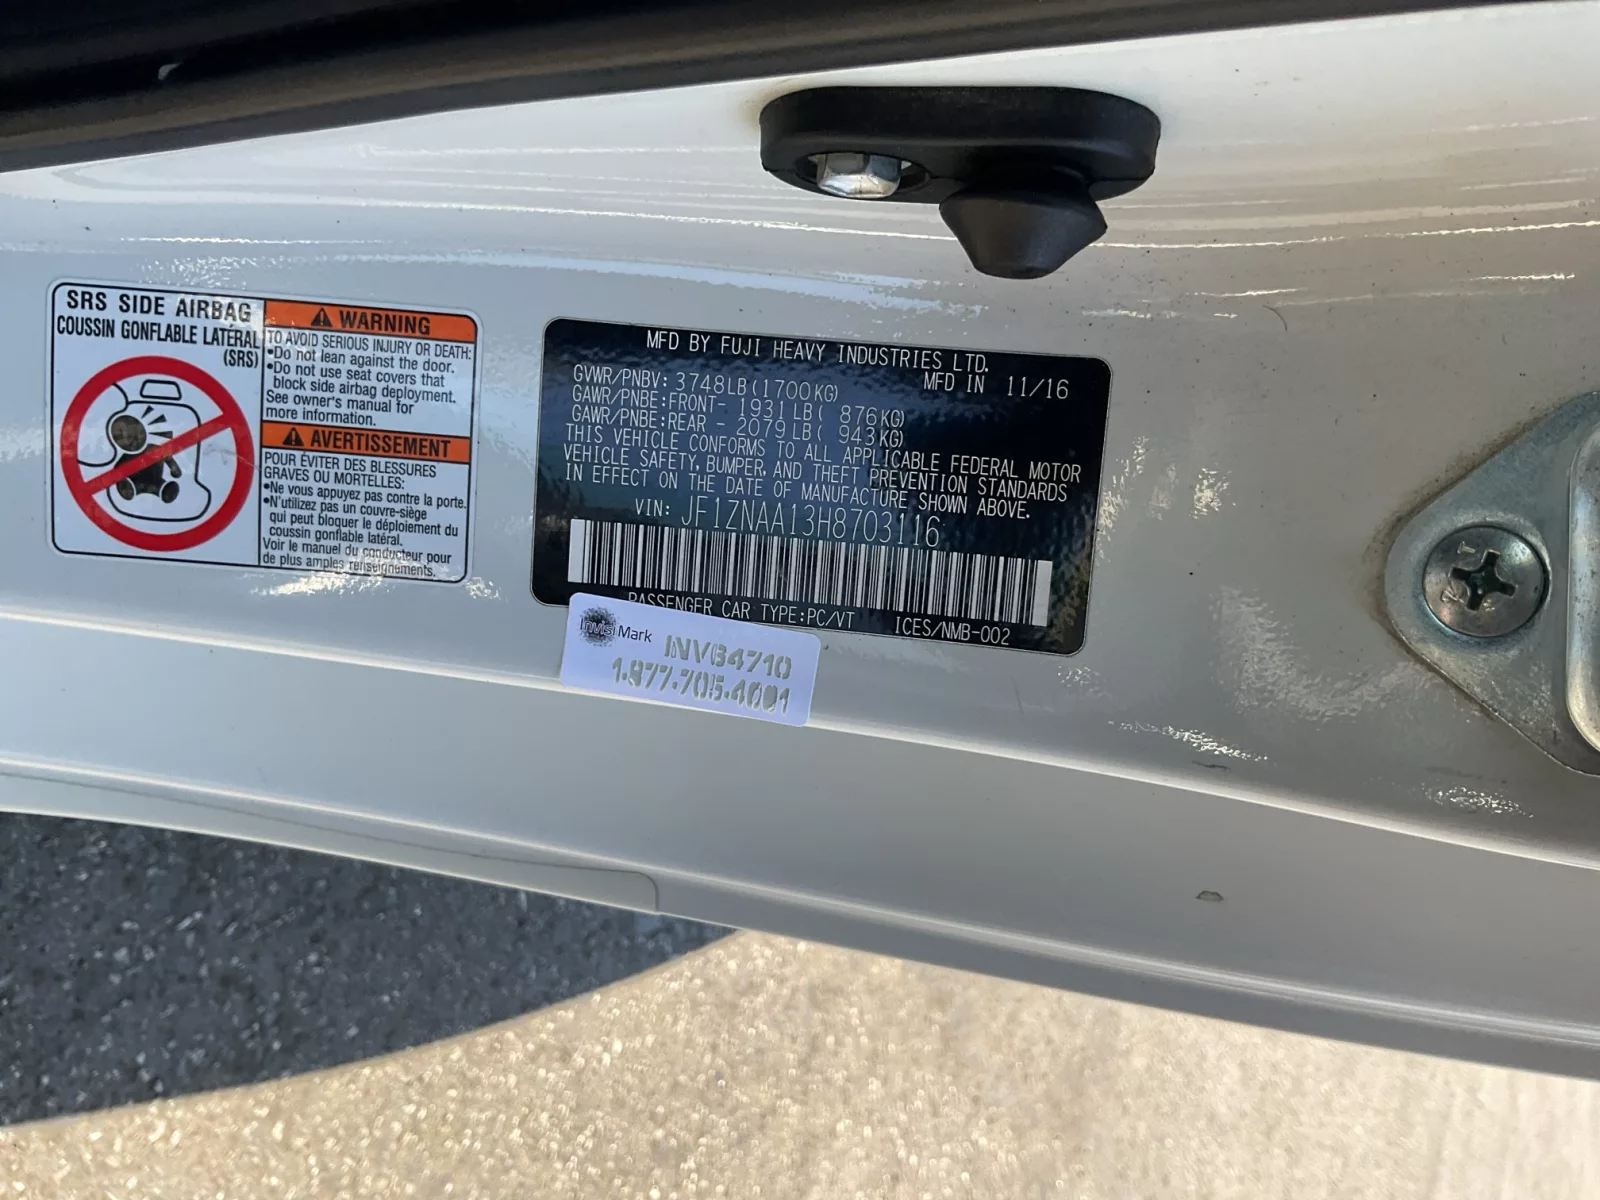 SRS SIDE AIRBAG
COUSSIN GONFLABLE LATÉRAL
(SRS)
WARNING
TO AVOID SERIOUS INJURY OR DEATH:
•Do not lean against the door.
•Do not use seat covers that
block side airbag deployment.
See owner's manual for
more information.
AVERTISSEMENT
POUR ÉVITER DES BLESSURES
GRAVES OU MORTELLES:
•Ne vous appuyez pas contre la porte.
•N'utilizez pas un couvre-siège
qui peut bloquer le déploiement du
coussin gonflable latéral.
Voir le manuel du conducteur pour
de plus amples renseignements.
MFD BY FUJI HEAVY INDUSTRIES LTD.
MFD IN 11/16
GVWR/PNBV: 3748LB(1700KG)
GAWR/PNBE:FRONT- 1931LB( 876KG)
GAWR/PNBE:REAR - 2079LB( 943KG)
THIS VEHICLE CONFORMS TO ALL APPLICABLE FEDERAL MOTOR
VEHICLE SAFETY, BUMPER, AND THEFT PREVENTION STANDARDS
IN EFFECT ON THE DATE OF MANUFACTURE SHOWN ABOVE.
VIN: JF1ZNAA13H8703116
PASSENGER CAR TYPE:PC/VT
ICES/NMB-002
InvisiMark
INV64710
1.877.705.4001